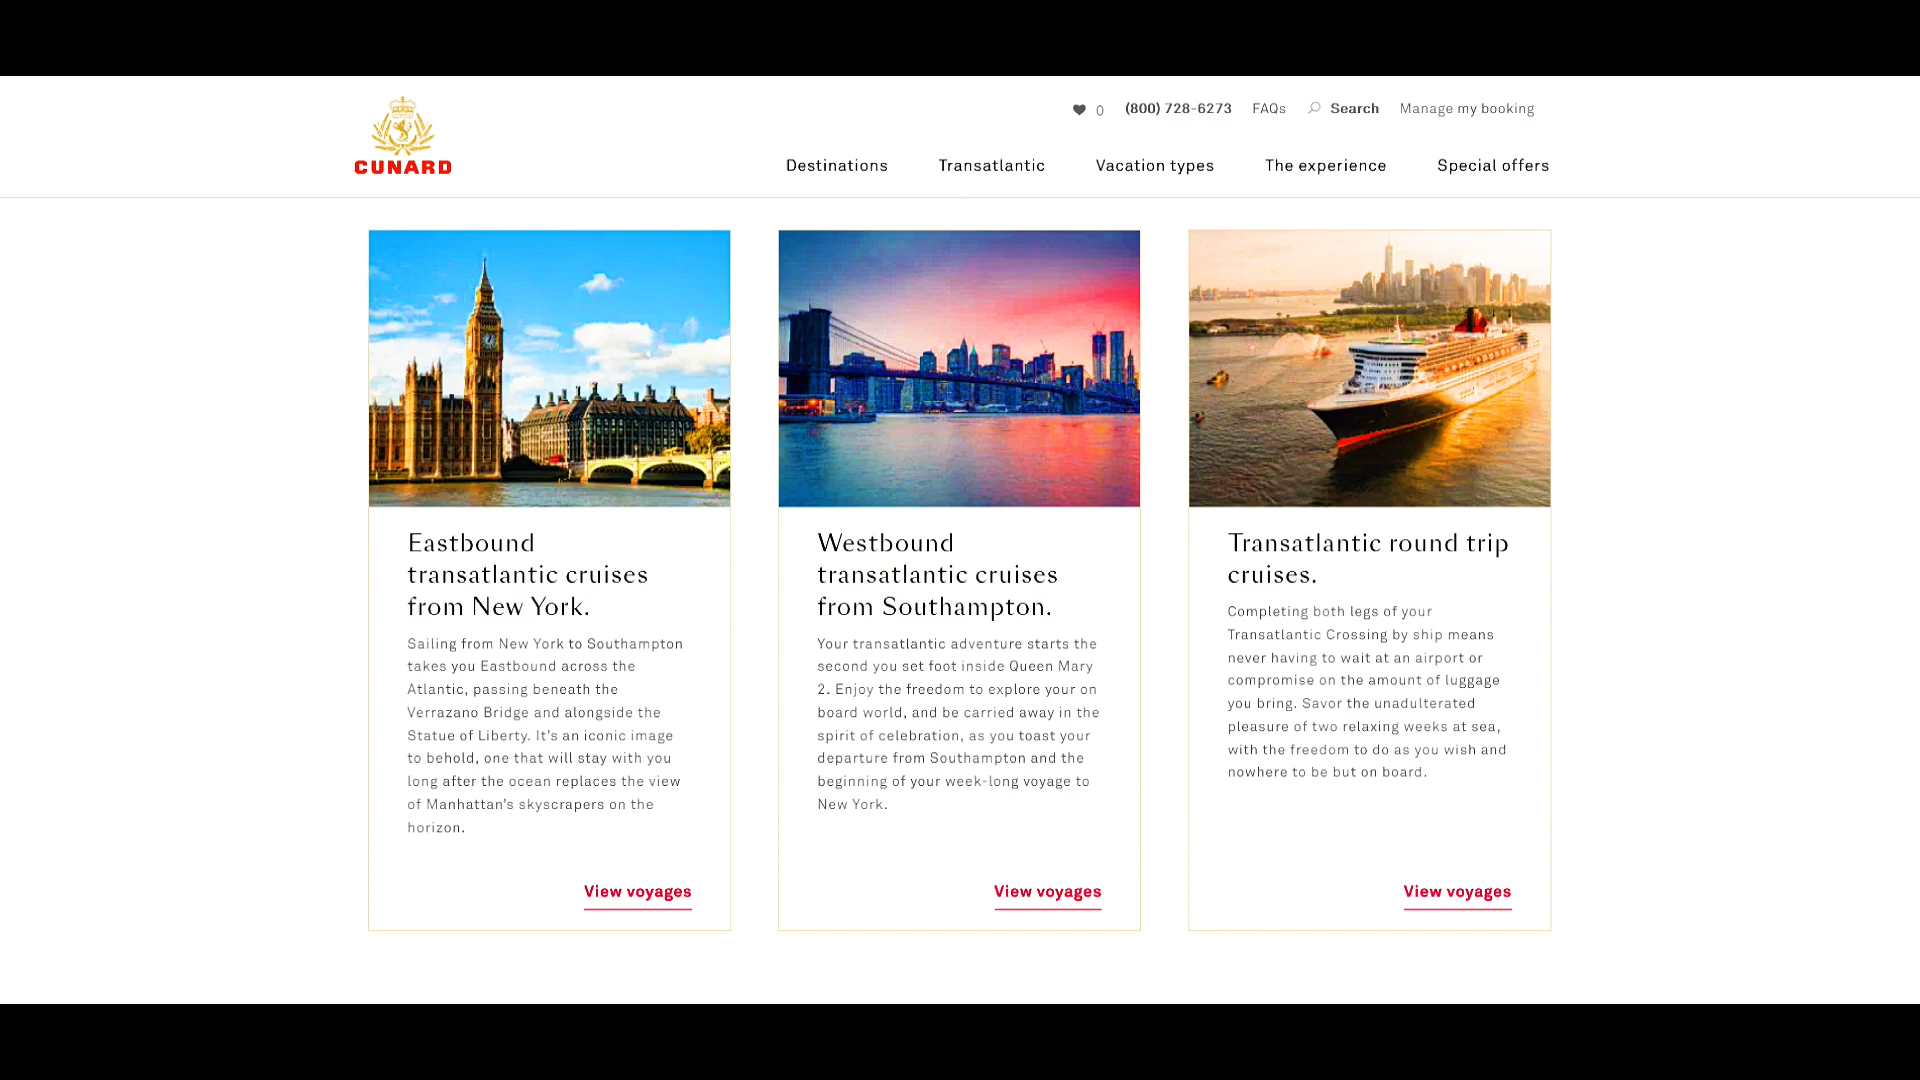 0 (800) 728-6273 FAQs Search Manage my booking
CUNARD
Destinations Transatlantic Vacation types The experience Special offers
Eastbound
transatlantic cruises
from New York.
Sailing from New York to Southampton
takes you Eastbound across the
Atlantic, passing beneath the
Verrazano Bridge and alongside the
Statue of Liberty. It's an iconic image
to behold, one that will stay with you
long after the ocean replaces the view
of Manhattan's skyscrapers on the
horizon.
View voyages
Westbound
transatlantic cruises
from Southampton.
Your transatlantic adventure starts the
second you set foot inside Queen Mary
2. Enjoy the freedom to explore your on
board world, and be carried away in the
spirit of celebration, as you toast your
departure from Southampton and the
beginning of your week-long voyage to
New York.
View voyages
Transatlantic round trip
cruises.
Completing both legs of your
Transatlantic Crossing by ship means
never having to wait at an airport or
compromise on the amount of luggage
you bring. Savor the unadulterated
pleasure of two relaxing weeks at sea,
with the freedom to do as you wish and
nowhere to be but on board.
View voyages